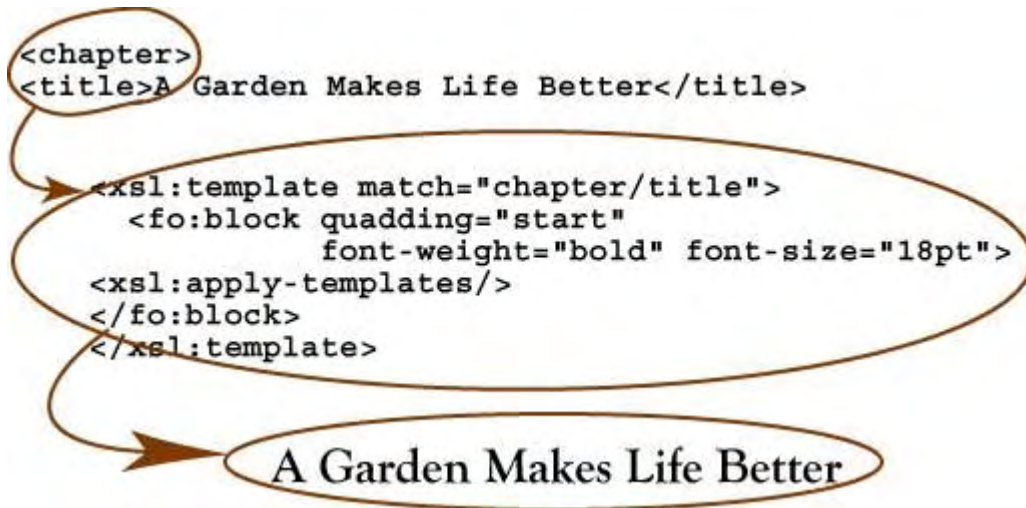 <chapter>
<title>A Garden Makes Life Better</title>
<xsl:template match="chapter/title">
<fo:block quadding="start"
font-weight="bold" font-size="18pt">
<xsl:apply-templates/>
</fo:block>
</xsl:template>
A Garden Makes Life Better